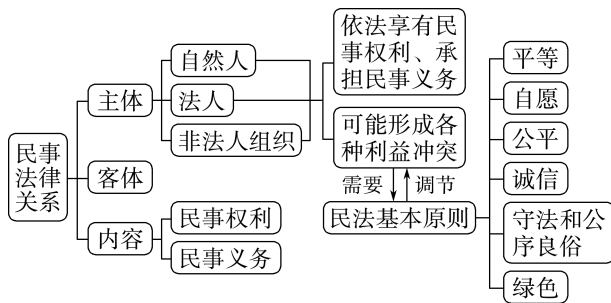 民事
法律
关系
主体
客体
内容
自然人
法人
非法人组织
民事权利
民事义务
依法享有民
事权利、承
担民事义务
可能形成各
种利益冲突
需要
调节
民法基本原则
平等
自愿
公平
诚信
守法和公
序良俗
绿色